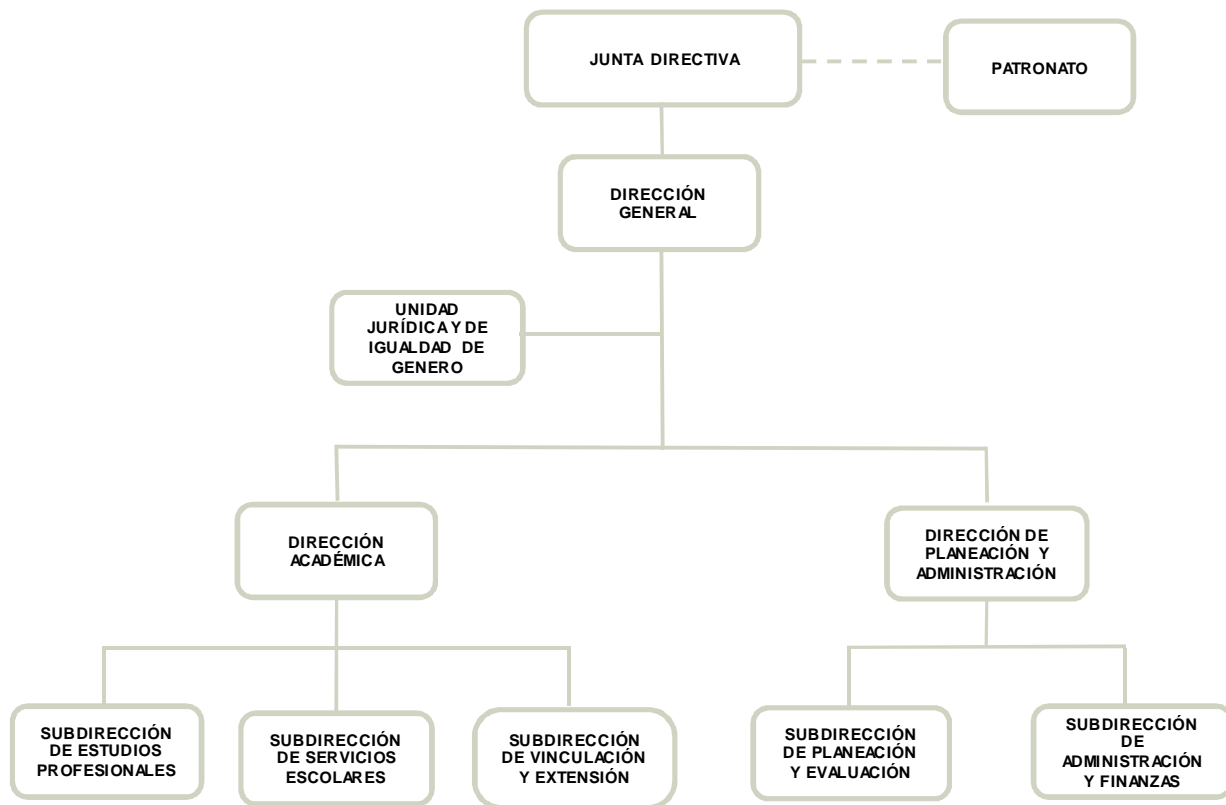 JUNTA DIRECTIVA
PATRONATO
DIRECCIÓN
GENERAL
UNIDAD
JURÍDICA Y DE
IGUALDAD DE
GENERO
DIRECCIÓN
ACADÉMICA
DIRECCIÓN DE
PLANEACIÓN Y
ADMINISTRACIÓN
SUBDIRECCIÓN
DE ESTUDIOS
PROFESIONALES
SUBDIRECCIÓN
DE SERVICIOS
ESCOLARES
SUBDIRECCIÓN
DE VINCULACIÓN
Y EXTENSIÓN
SUBDIRECCIÓN
DE PLANEACIÓN
Y EVALUACIÓN
SUBDIRECCIÓN
DE
ADMINISTRACIÓN
Y FINANZAS